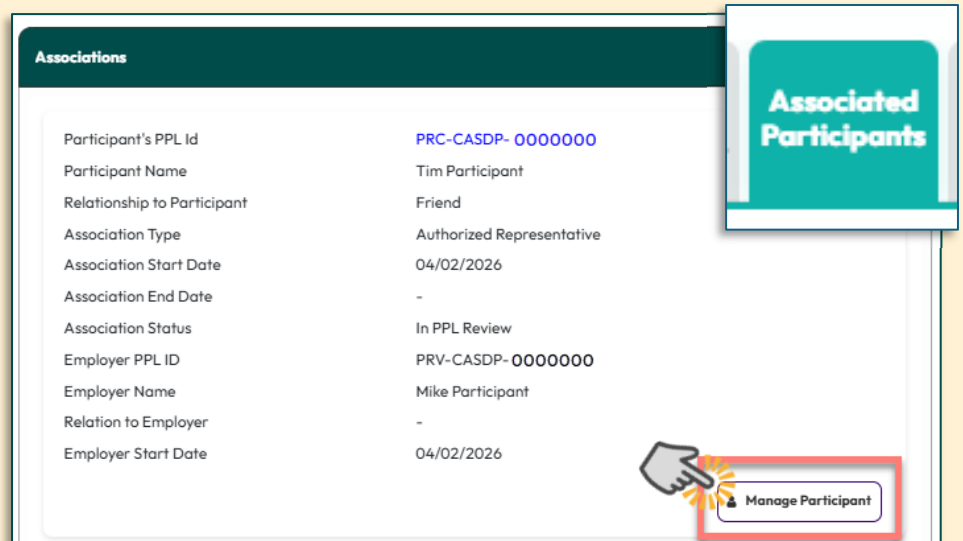 Associations
Associated
Participants
Participant's PPL Id PRC-CASDP- 0000000
Participant Name Tim Participant
Relationship to Participant Friend
Association Type Authorized Representative
Association Start Date 04/02/2026
Association End Date -
Association Status In PPL Review
Employer PPL ID PRV-CASDP- 0000000
Employer Name Mike Participant
Relation to Employer -
Employer Start Date 04/02/2026
Manage Participant